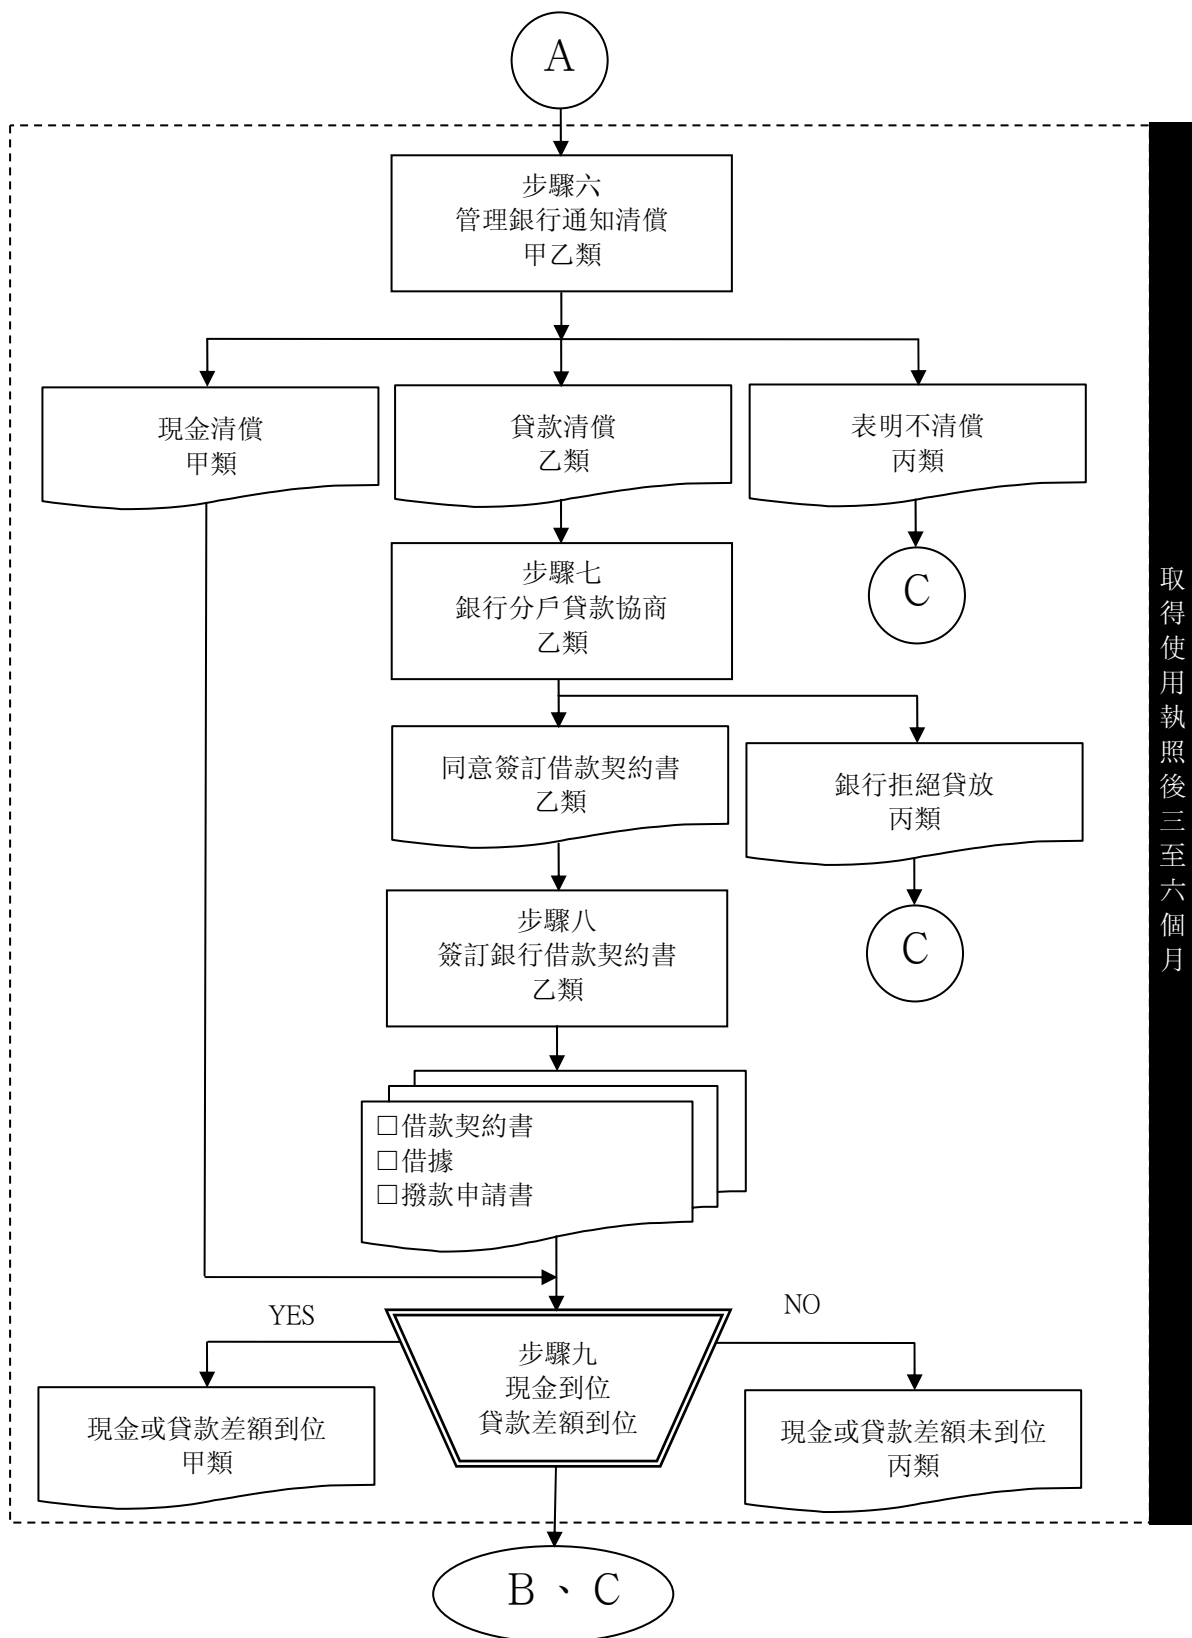 A
步驟六
管理銀行通知清償
甲乙類
現金清償
甲類
貸款清償
乙類
表明不清償
丙類
C
步驟七
銀行分戶貸款協商
乙類
同意簽訂借款契約書
乙類
銀行拒絕貸放
丙類
C
步驟八
簽訂銀行借款契約書
乙類
□借款契約書
□借據
□撥款申請書
YES
NO
步驟九
現金到位
貸款差額到位
現金或貸款差額到位
甲類
現金或貸款差額未到位
丙類
B、C
取得使用執照後三至六個月